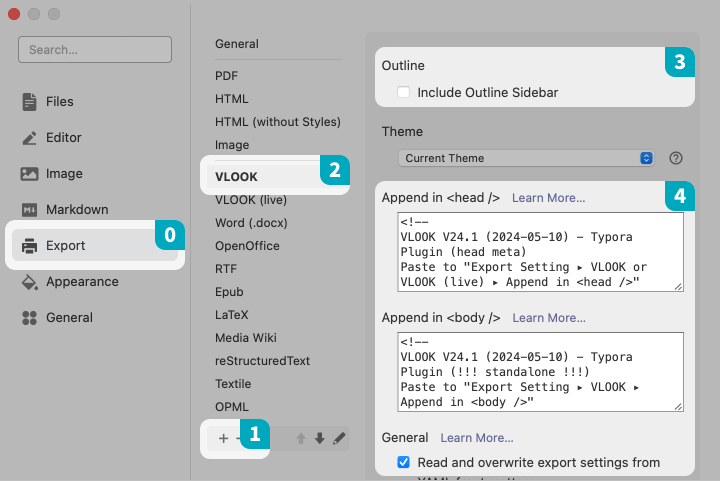 Search...
Files
Editor
Image
Markdown
Export
0
Appearance
General
General
PDF
HTML
HTML (without Styles)
Image
VLOOK
2
VLOOK (live)
Word (.docx)
OpenOffice
RTF
Epub
LaTeX
Media Wiki
reStructuredText
Textile
OPML
+ -
1
Outline
3
Include Outline Sidebar
Theme
Current Theme
?
Append in <head /> Learn More...
4
<!--
VLOOK V24.1 (2024-05-10) - Typora
Plugin (head meta)
Paste to "Export Setting ▸ VLOOK or
VLOOK (live) ▸ Append in <head />"
Append in <body /> Learn More...
<!--
VLOOK V24.1 (2024-05-10) - Typora
Plugin (!!! standalone !!!)
Paste to "Export Setting ▸ VLOOK ▸
Append in <body />"
General Learn More...
Read and overwrite export settings from